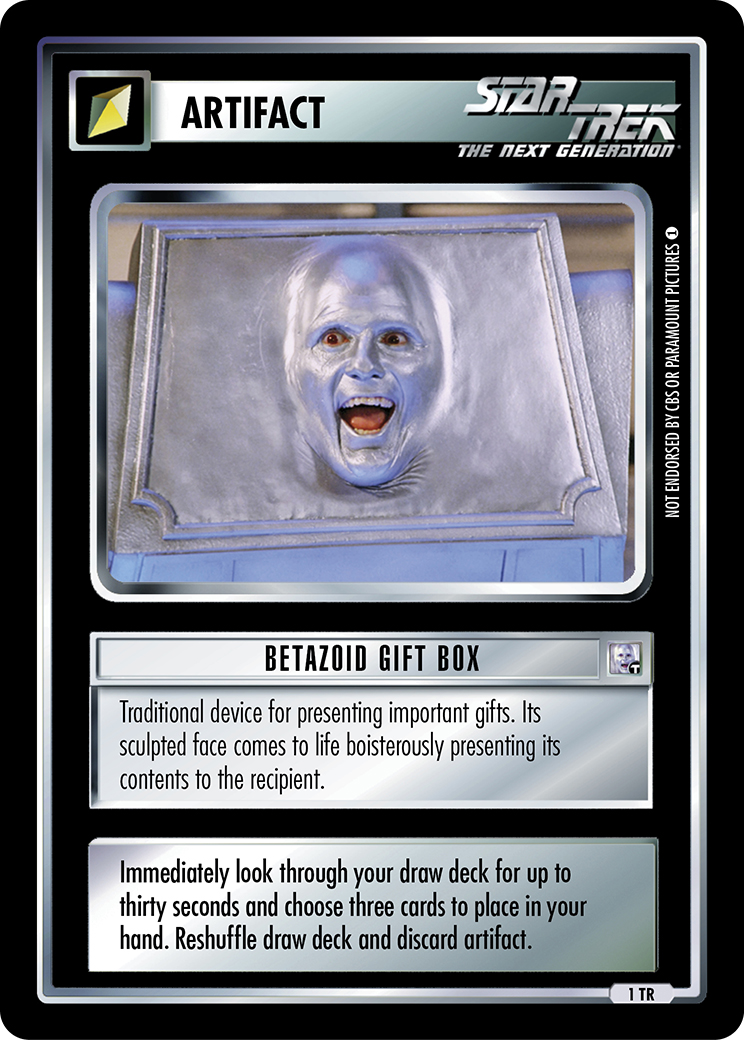 ARTIFACT
STAR TREK
THE NEXT GENERATION
NOT ENDORSED BY CBS OR PARAMOUNT PICTURES 1
BETAZOID GIFT BOX
T
Traditional device for presenting important gifts. Its
sculpted face comes to life boisterously presenting its
contents to the recipient.
Immediately look through your draw deck for up to
thirty seconds and choose three cards to place in your
hand. Reshuffle draw deck and discard artifact.
1 TR